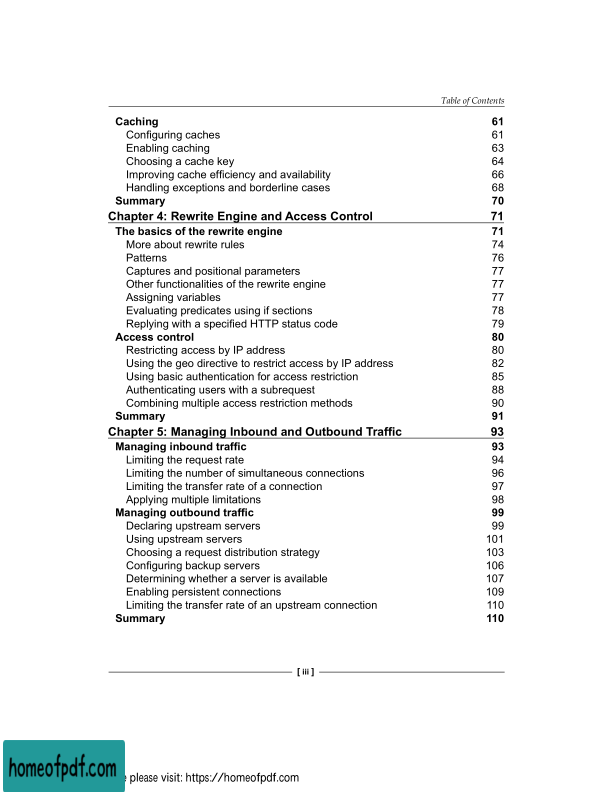 Table of Contents
Caching 61
Configuring caches 61
Enabling caching 63
Choosing a cache key 64
Improving cache efficiency and availability 66
Handling exceptions and borderline cases 68
Summary 70
Chapter 4: Rewrite Engine and Access Control 71
The basics of the rewrite engine 71
More about rewrite rules 74
Patterns 76
Captures and positional parameters 77
Other functionalities of the rewrite engine 77
Assigning variables 77
Evaluating predicates using if sections 78
Replying with a specified HTTP status code 79
Access control 80
Restricting access by IP address 80
Using the geo directive to restrict access by IP address 82
Using basic authentication for access restriction 85
Authenticating users with a subrequest 88
Combining multiple access restriction methods 90
Summary 91
Chapter 5: Managing Inbound and Outbound Traffic 93
Managing inbound traffic 93
Limiting the request rate 94
Limiting the number of simultaneous connections 96
Limiting the transfer rate of a connection 97
Applying multiple limitations 98
Managing outbound traffic 99
Declaring upstream servers 99
Using upstream servers 101
Choosing a request distribution strategy 103
Configuring backup servers 106
Determining whether a server is available 107
Enabling persistent connections 109
Limiting the transfer rate of an upstream connection 110
Summary 110
[ iii ]
homeofpdf.com
please visit: https://homeofpdf.com